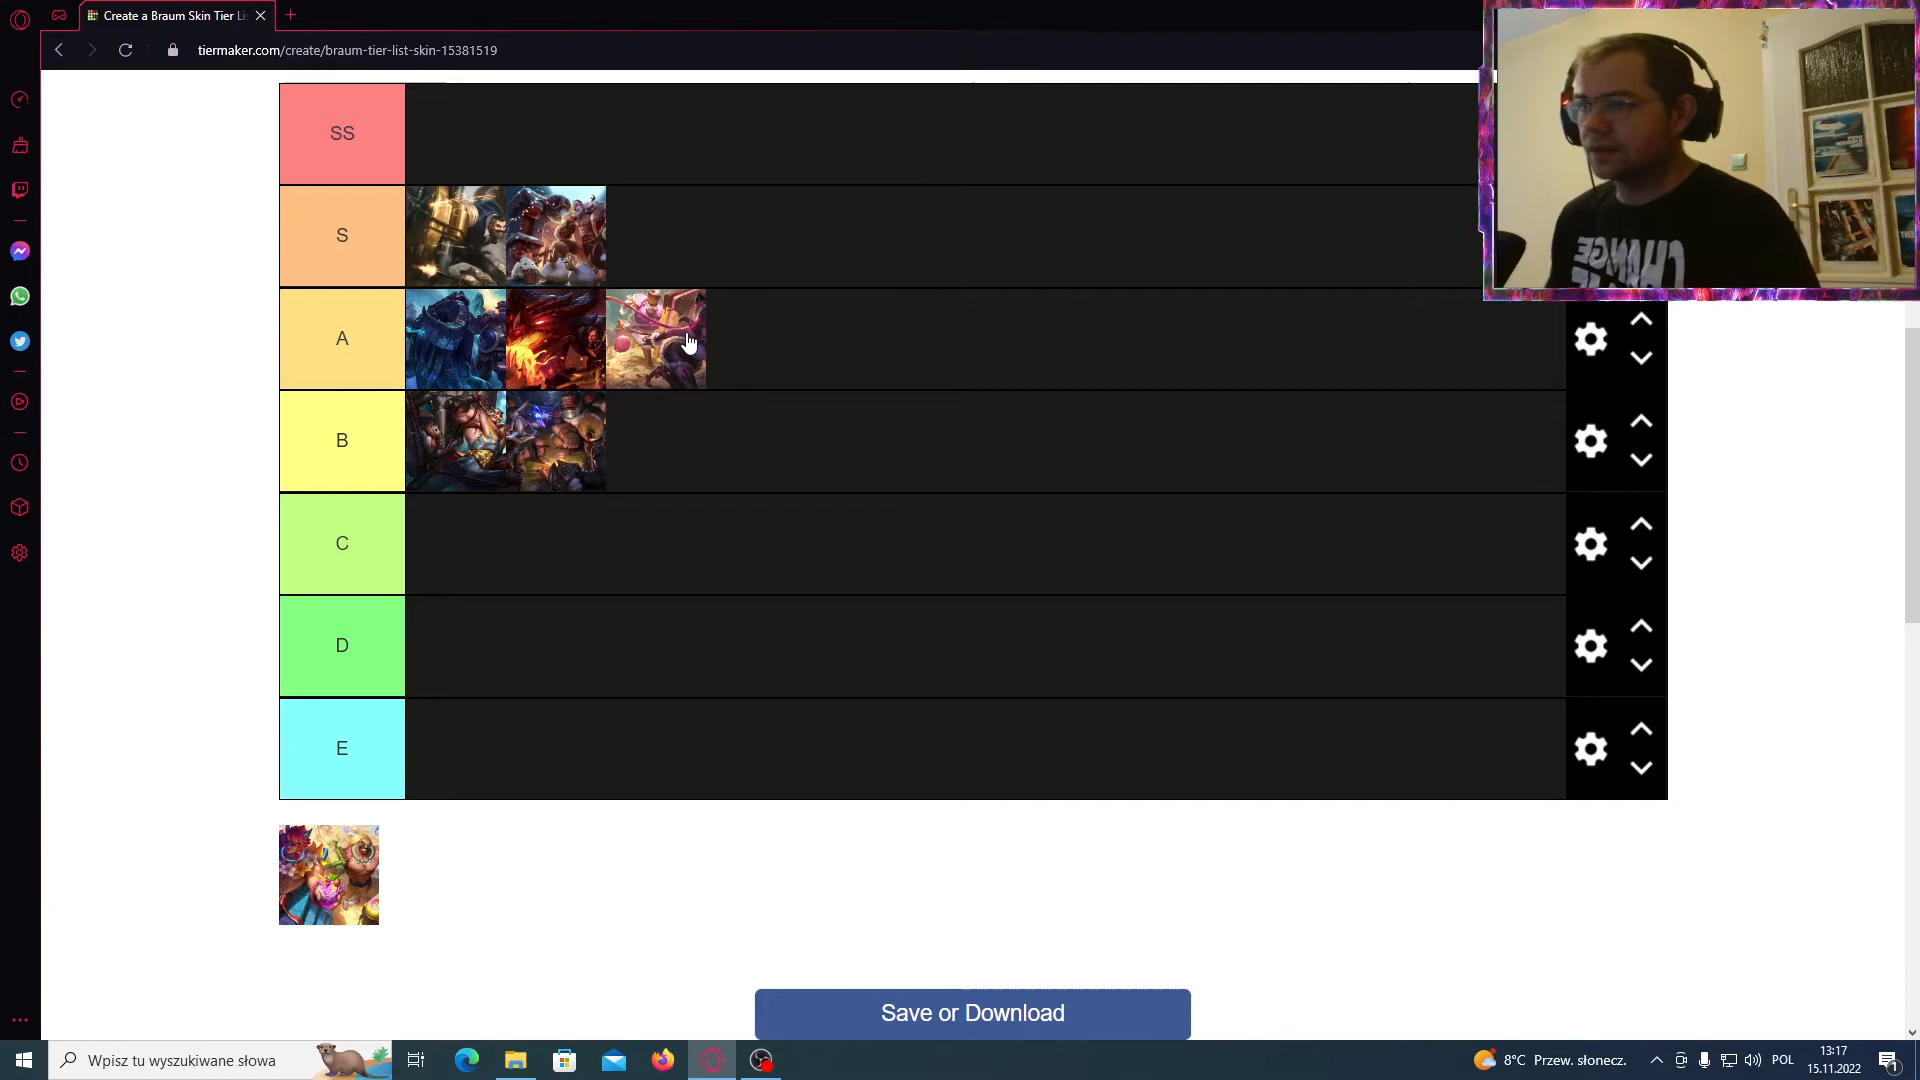 Create a Braum Skin Tier Li
tiermaker.com/create/braum-tier-list-skin-15381519
SS
S
A
B
C
D
E
Save or Download
Wpisz tu wyszukiwane słowa
8°C Przew. słonecz.
POL
13:17
15.11.2022
1